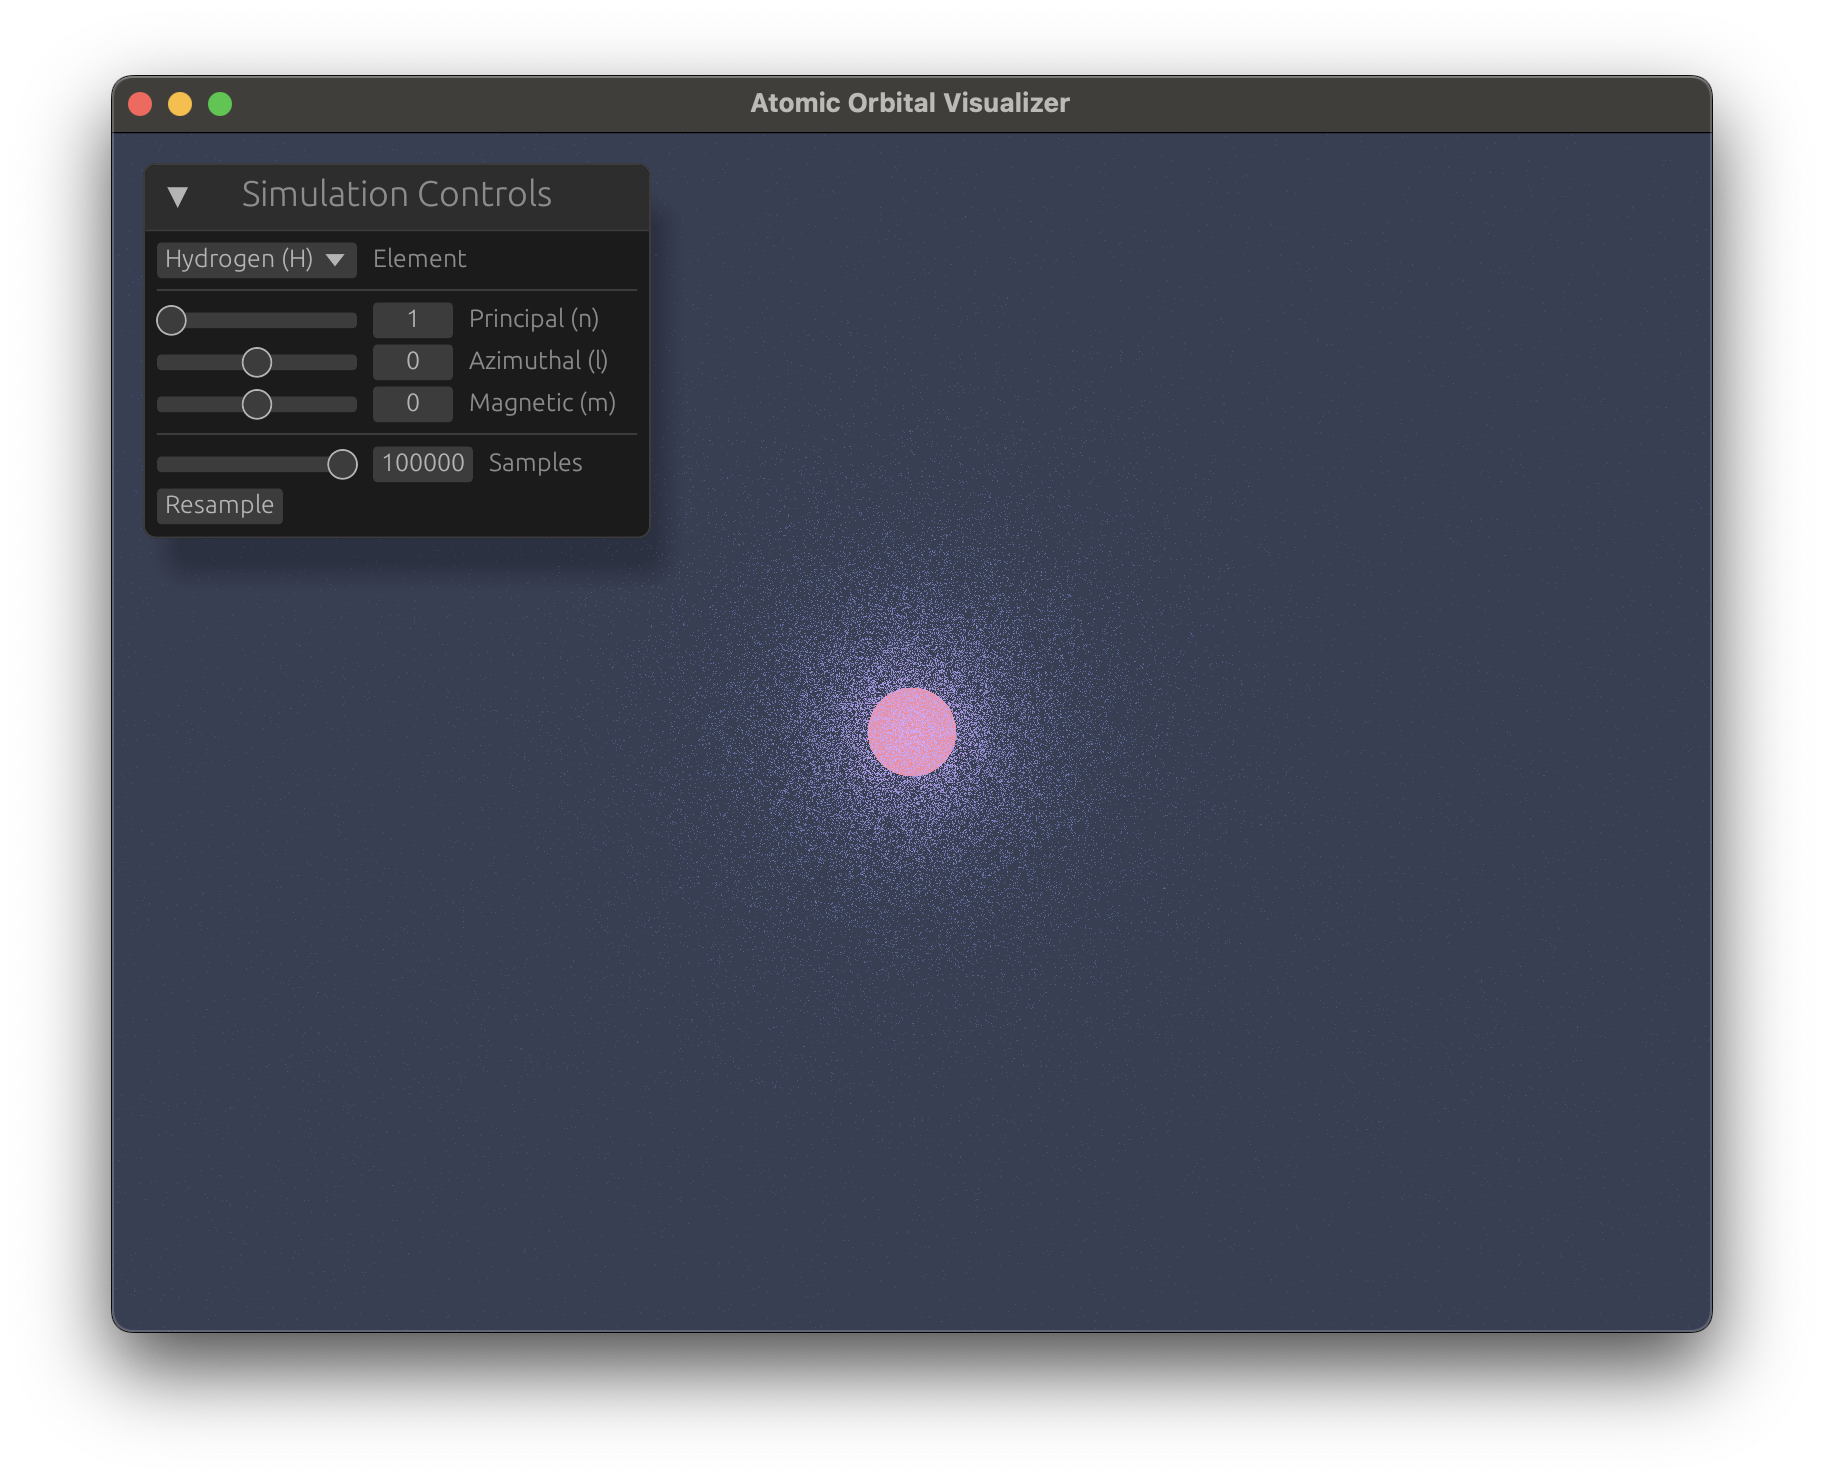 Atomic Orbital Visualizer
Simulation Controls
Hydrogen (H) Element
1 Principal (n)
0 Azimuthal (l)
0 Magnetic (m)
100000 Samples
Resample